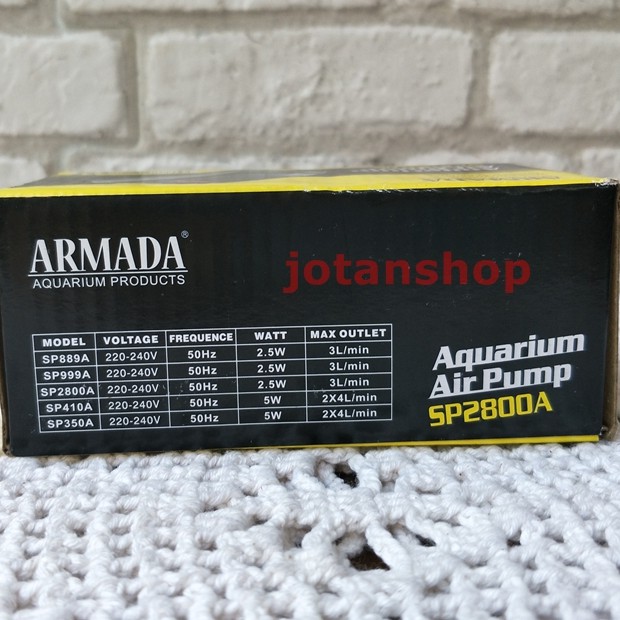 ARMADA®
AQUARIUM PRODUCTS
jotanshop
MODEL VOLTAGE FREQUENCE WATT MAX OUTLET
SP889A 220-240V 50Hz 2.5W 3L/min
SP999A 220-240V 50Hz 2.5W 3L/min
SP2800A 220-240V 50Hz 2.5W 3L/min
SP410A 220-240V 50Hz 5W 2X4L/min
SP350A 220-240V 50Hz 5W 2X4L/min
Aquarium
Air Pump
SP2800A